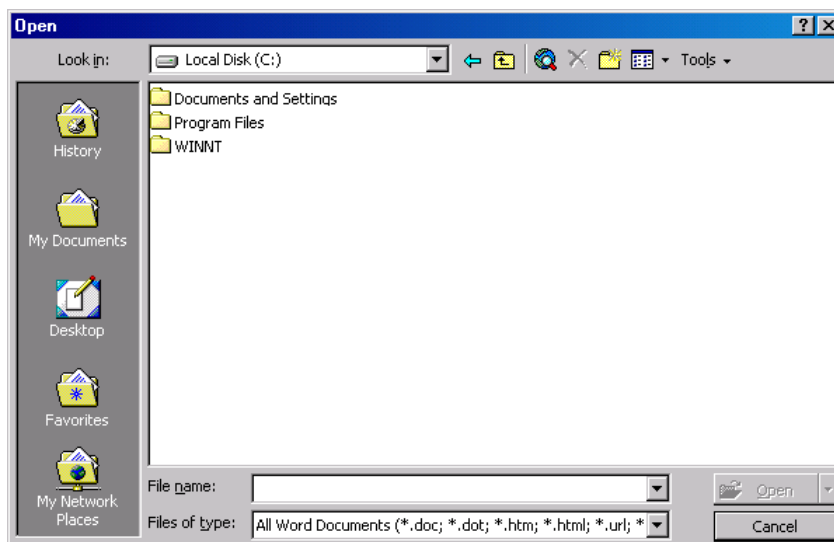 Open
Look in:
Local Disk (C:)
Tools
History
My Documents
Desktop
Favorites
My Network
Places
Documents and Settings
Program Files
WINNT
File name:
Open
Files of type:
All Word Documents (*.doc; *.dot; *.htm; *.html; *.url; *
Cancel